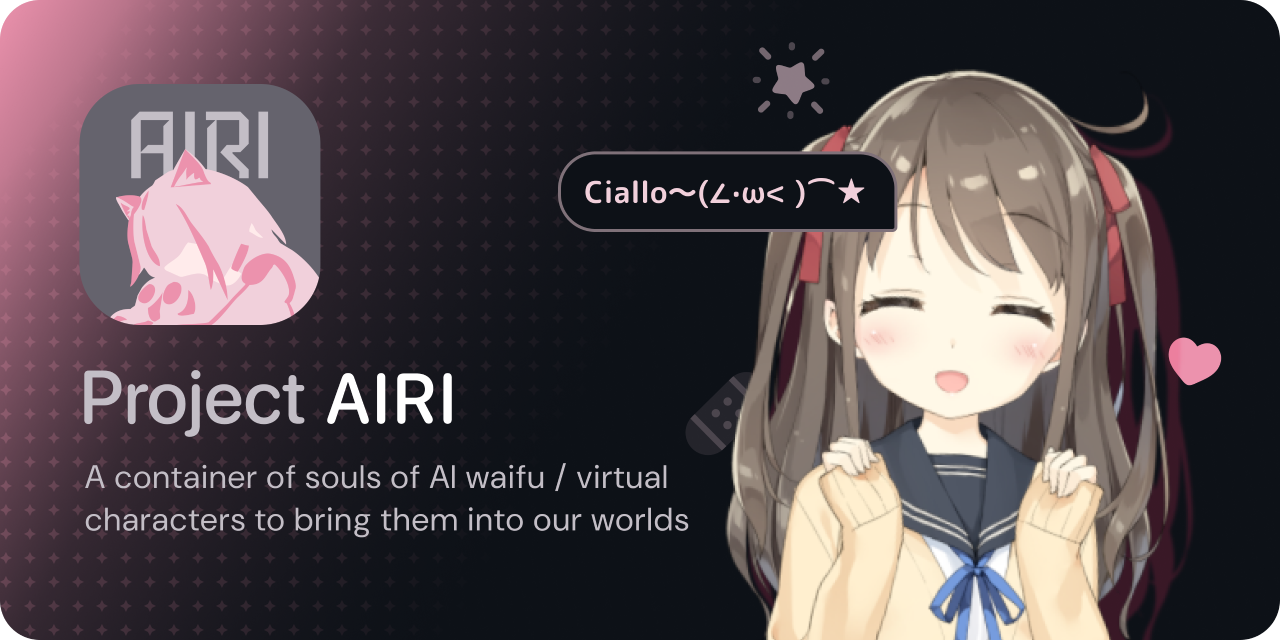 AIRI
Ciallo～(∠·ω< )⌒★
Project AIRI
A container of souls of AI waifu / virtual
characters to bring them into our worlds